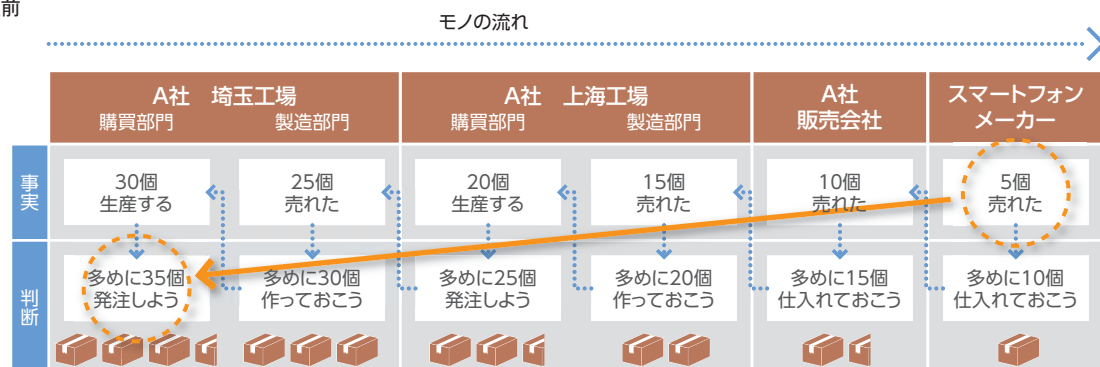 前
モノの流れ
A社 埼玉工場
購買部門 製造部門
A社 上海工場
購買部門 製造部門
A社
販売会社
スマートフォン
メーカー
事実
30個
生産する
25個
売れた
20個
生産する
15個
売れた
10個
売れた
5個
売れた
判断
多めに35個
発注しよう
多めに30個
作っておこう
多めに25個
発注しよう
多めに20個
作っておこう
多めに15個
仕入れておこう
多めに10個
仕入れておこう